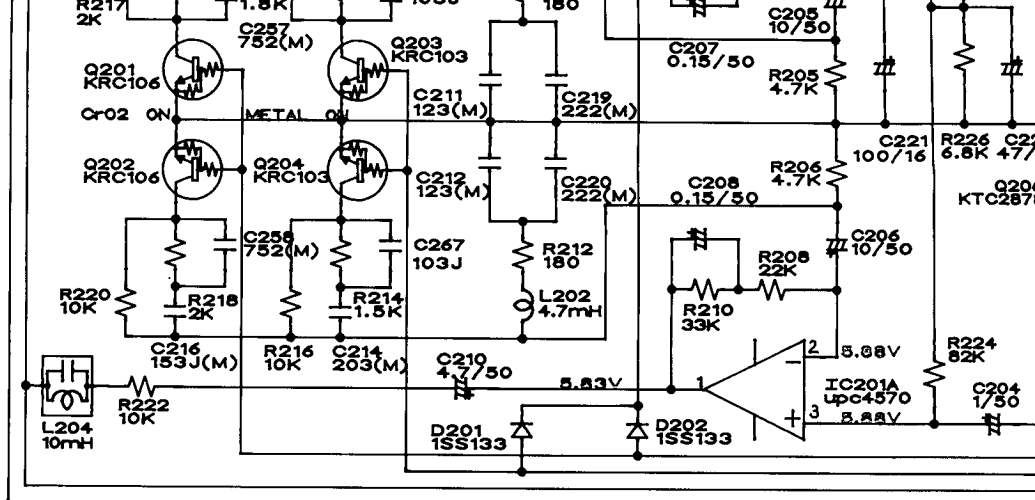 R217
2K
1.8K
180
C205
10/50
C257
752(M)
Q203
KRC103
C207
0.15/50
Q201
KRC106
R205
4.7K
C211
123(M)
C219
222(M)
CrO2 ON
METAL ON
C221
100/16
R226
6.8K
47/
Q202
KRC106
Q204
KRC103
C212
123(M)
C220
222(M)
C208
0.15/50
R206
4.7K
KTC287
C258
752(M)
C267
103J
R212
180
C206
10/50
R208
22K
R220
10K
R218
2K
R214
1.5K
L202
4.7mH
R210
33K
C216
153J(M)
R216
10K
C214
203(M)
C210
4.7/50
5.83V
1
2
5.88V
R224
82K
L204
10mH
R222
10K
IC201A
upc4570
C204
1/50
3
5.88V
D201
1SS133
D202
1SS133